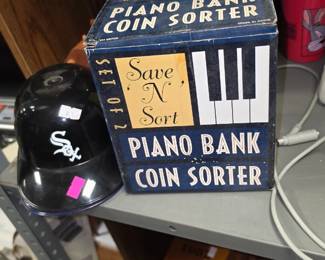 PIANO BANK
COIN SORTER
SET OF 2
Save
'N'
Sort
PIANO BANK
COIN SORTER
Sox